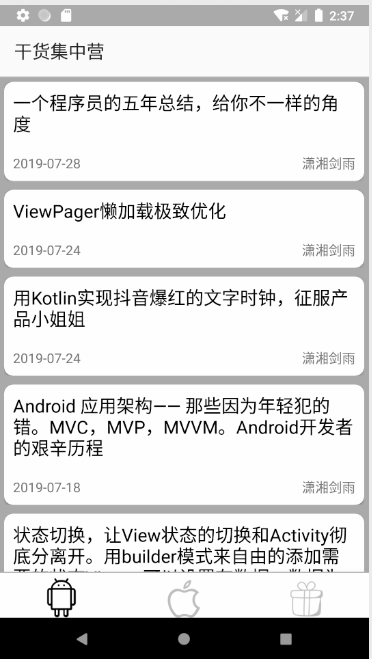 2:37
干货集中营
一个程序员的五年总结，给你不一样的角
度
2019-07-28 潇湘剑雨
ViewPager懒加载极致优化
2019-07-24 潇湘剑雨
用Kotlin实现抖音爆红的文字时钟，征服产
品小姐姐
2019-07-24 潇湘剑雨
Android 应用架构—— 那些因为年轻犯的
错。MVC，MVP，MVVM。Android开发者
的艰辛历程
2019-07-18 潇湘剑雨
状态切换，让View状态的切换和Activity彻
底分离开。用builder模式来自由的添加需